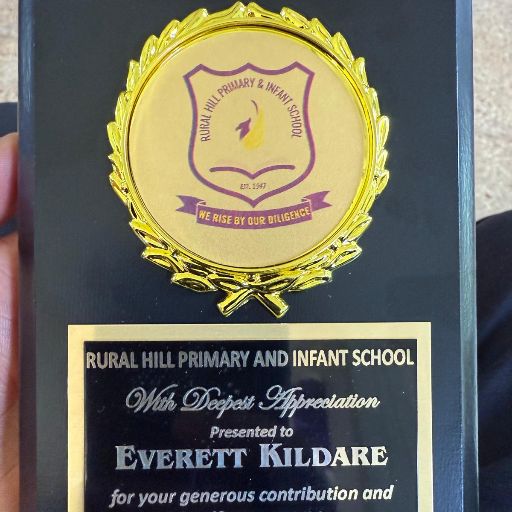 RURAL HILL PRIMARY & INFANT SCHOOL
EST. 1947
WE RISE BY OUR DILIGENCE
RURAL HILL PRIMARY AND INFANT SCHOOL
With Deepest Appreciation
Presented to
EVERETT KILDARE
for your generous contribution and